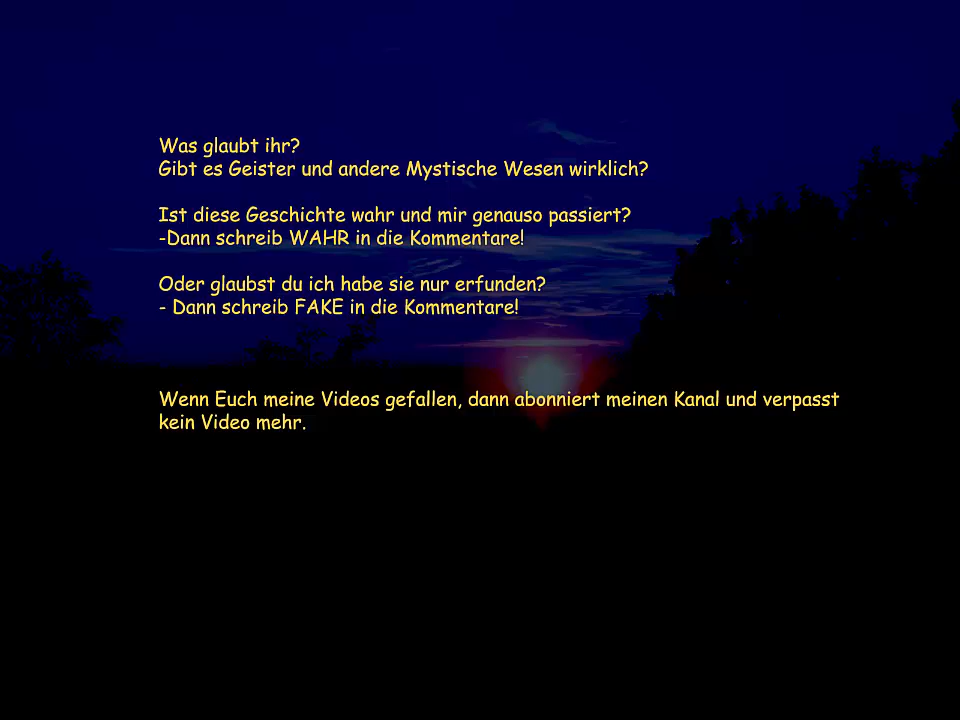 Was glaubt ihr?
Gibt es Geister und andere Mystische Wesen wirklich?
Ist diese Geschichte wahr und mir genauso passiert?
-Dann schreib WAHR in die Kommentare!
Oder glaubst du ich habe sie nur erfunden?
- Dann schreib FAKE in die Kommentare!
Wenn Euch meine Videos gefallen, dann abonniert meinen Kanal und verpasst
kein Video mehr.